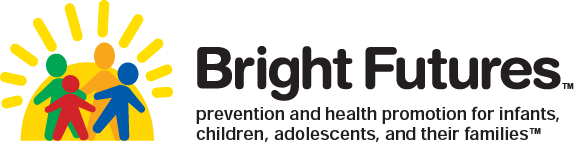 Bright Futures™
prevention and health promotion for infants,
children, adolescents, and their families™